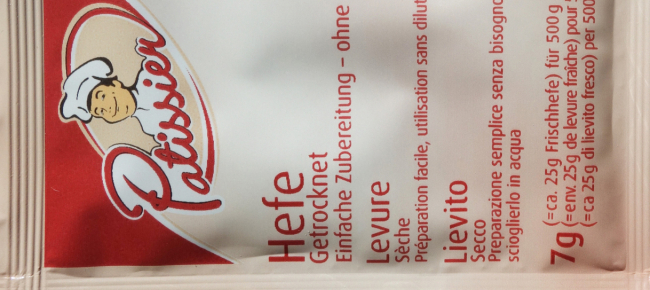 Patissier
Hefe
Getrocknet
Einfache Zubereitung – ohne
Levure
Sèche
Préparation facile, utilisation sans
Lievito
Secco
Preparazione semplice senza bisogno
scioglierlo in acqua
7g
(=ca. 25g Frischhefe) für 500g
(=env. 25g de levure fraîche) pour
(=ca 25g di lievito fresco) per 500